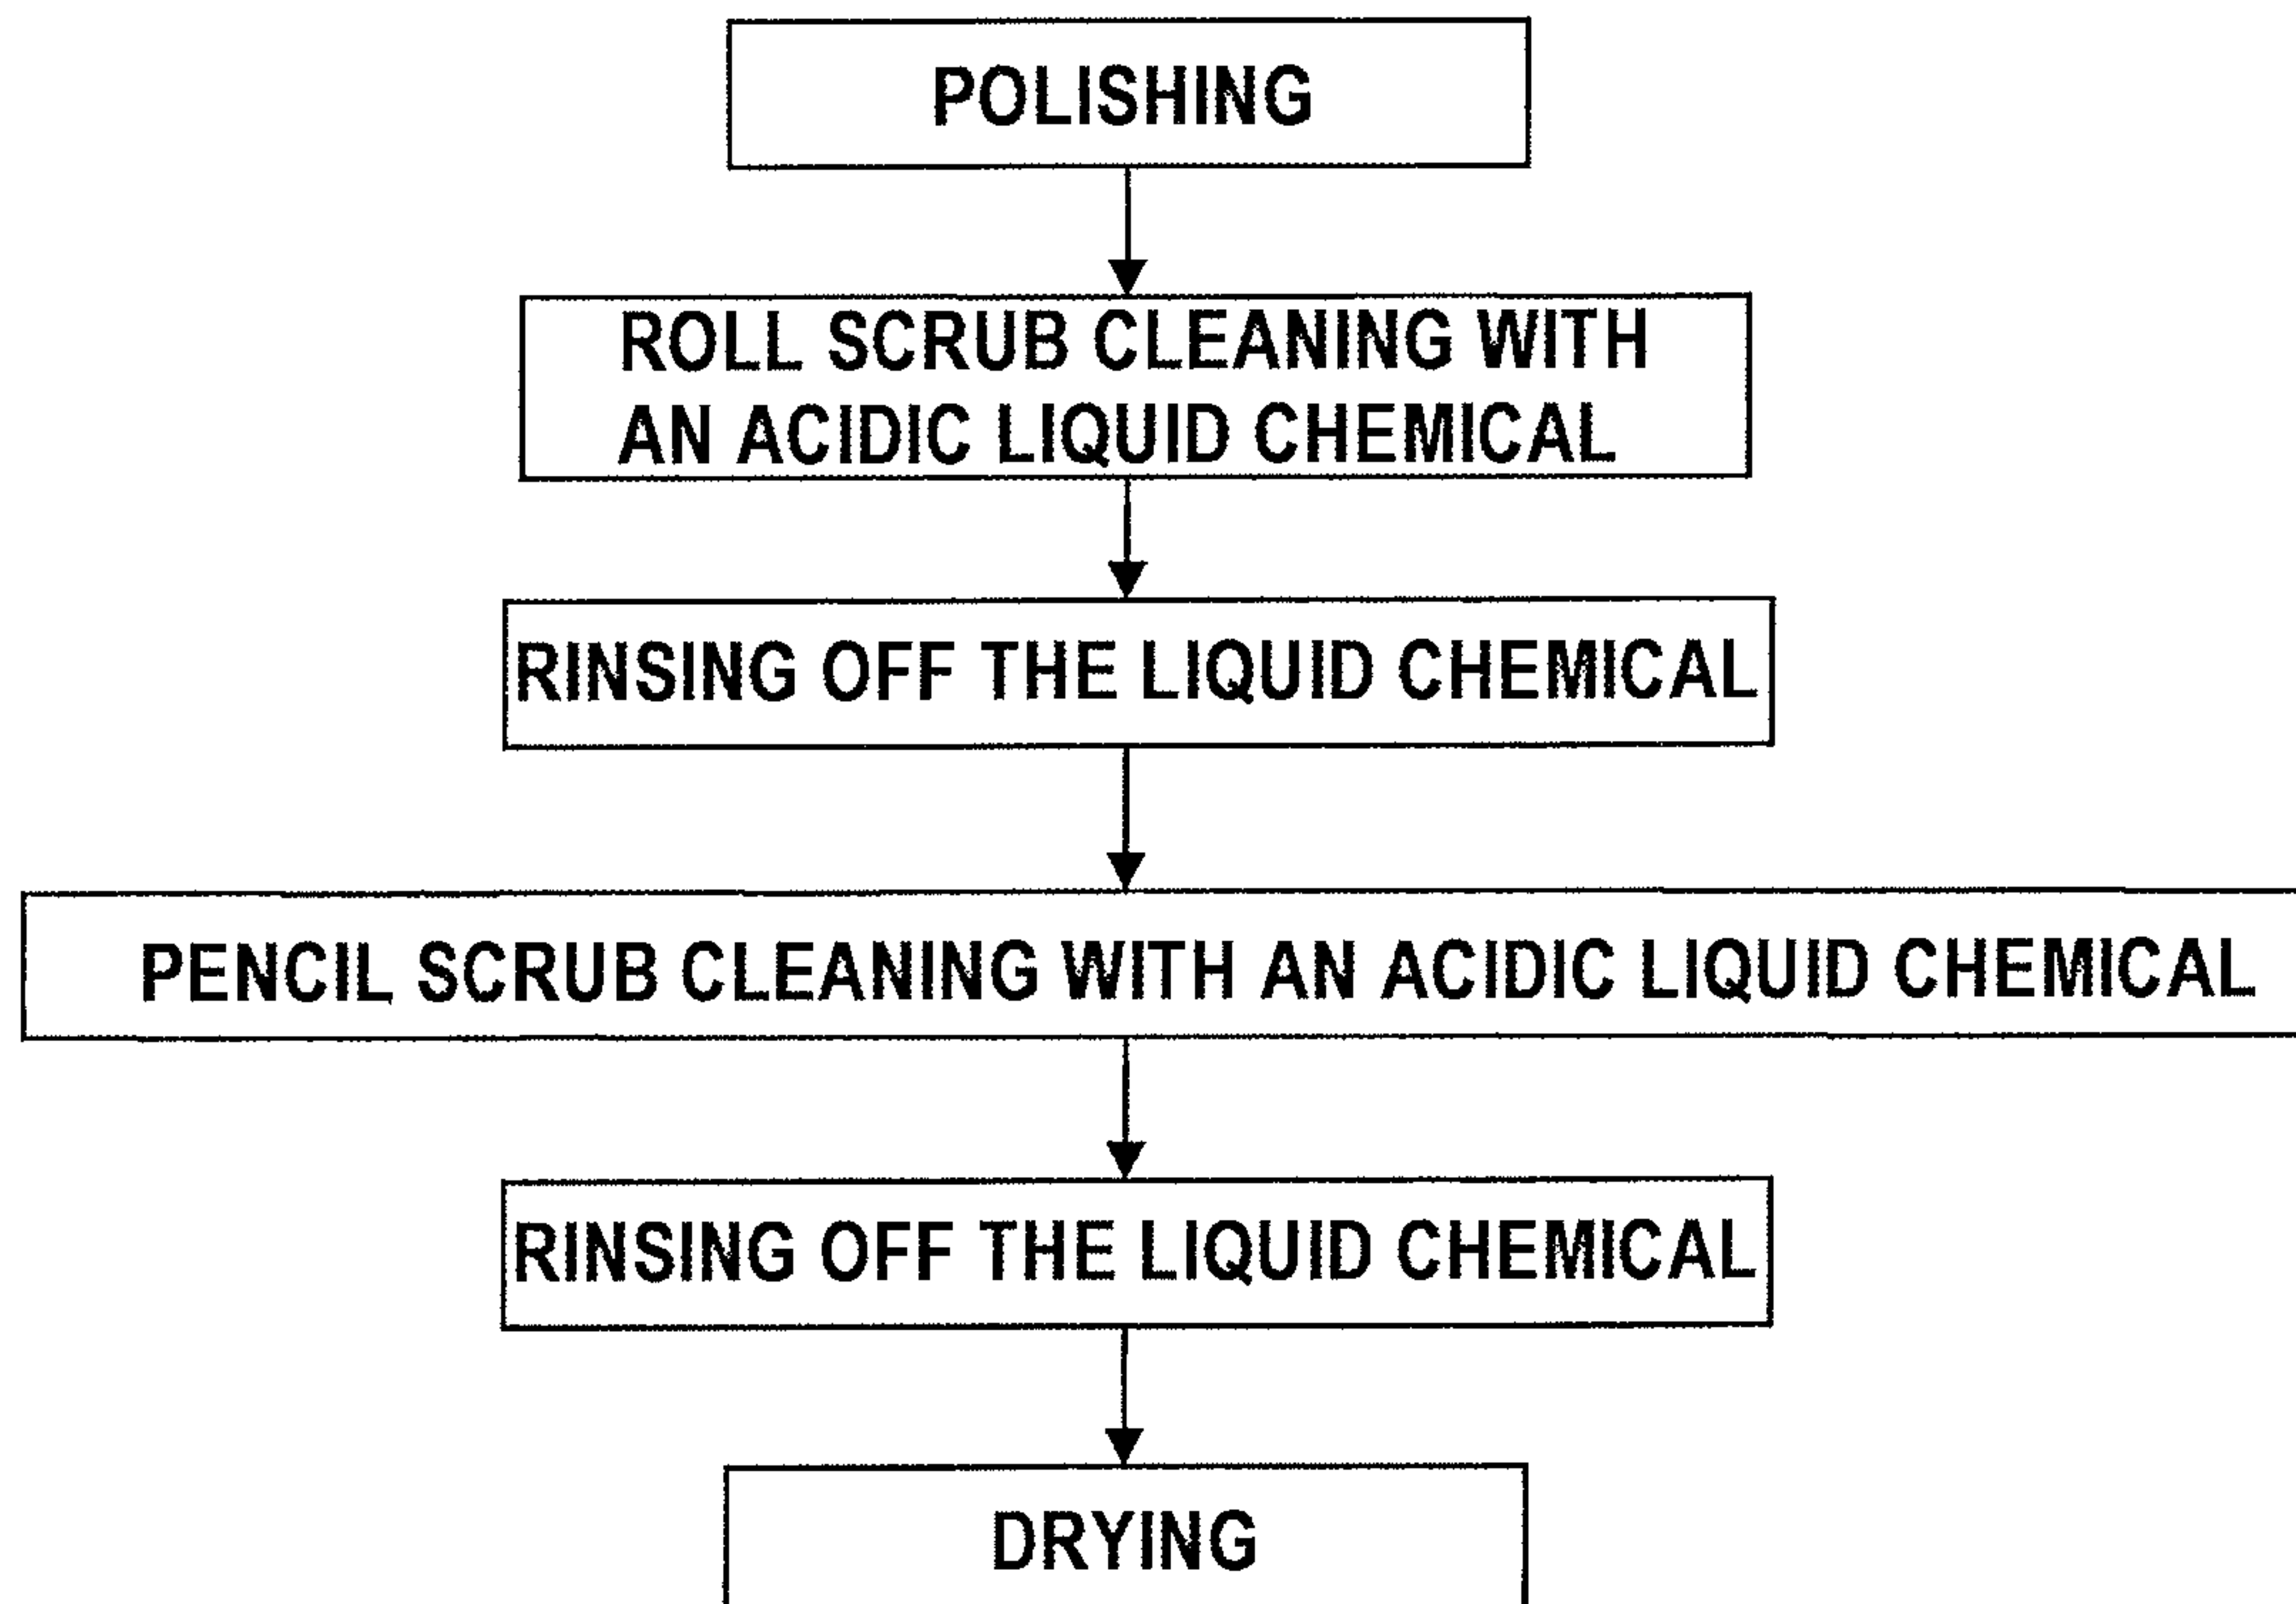 POLISHING
ROLL SCRUB CLEANING WITH
AN ACIDIC LIQUID CHEMICAL
RINSING OFF THE LIQUID CHEMICAL
PENCIL SCRUB CLEANING WITH AN ACIDIC LIQUID CHEMICAL
RINSING OFF THE LIQUID CHEMICAL
DRYING